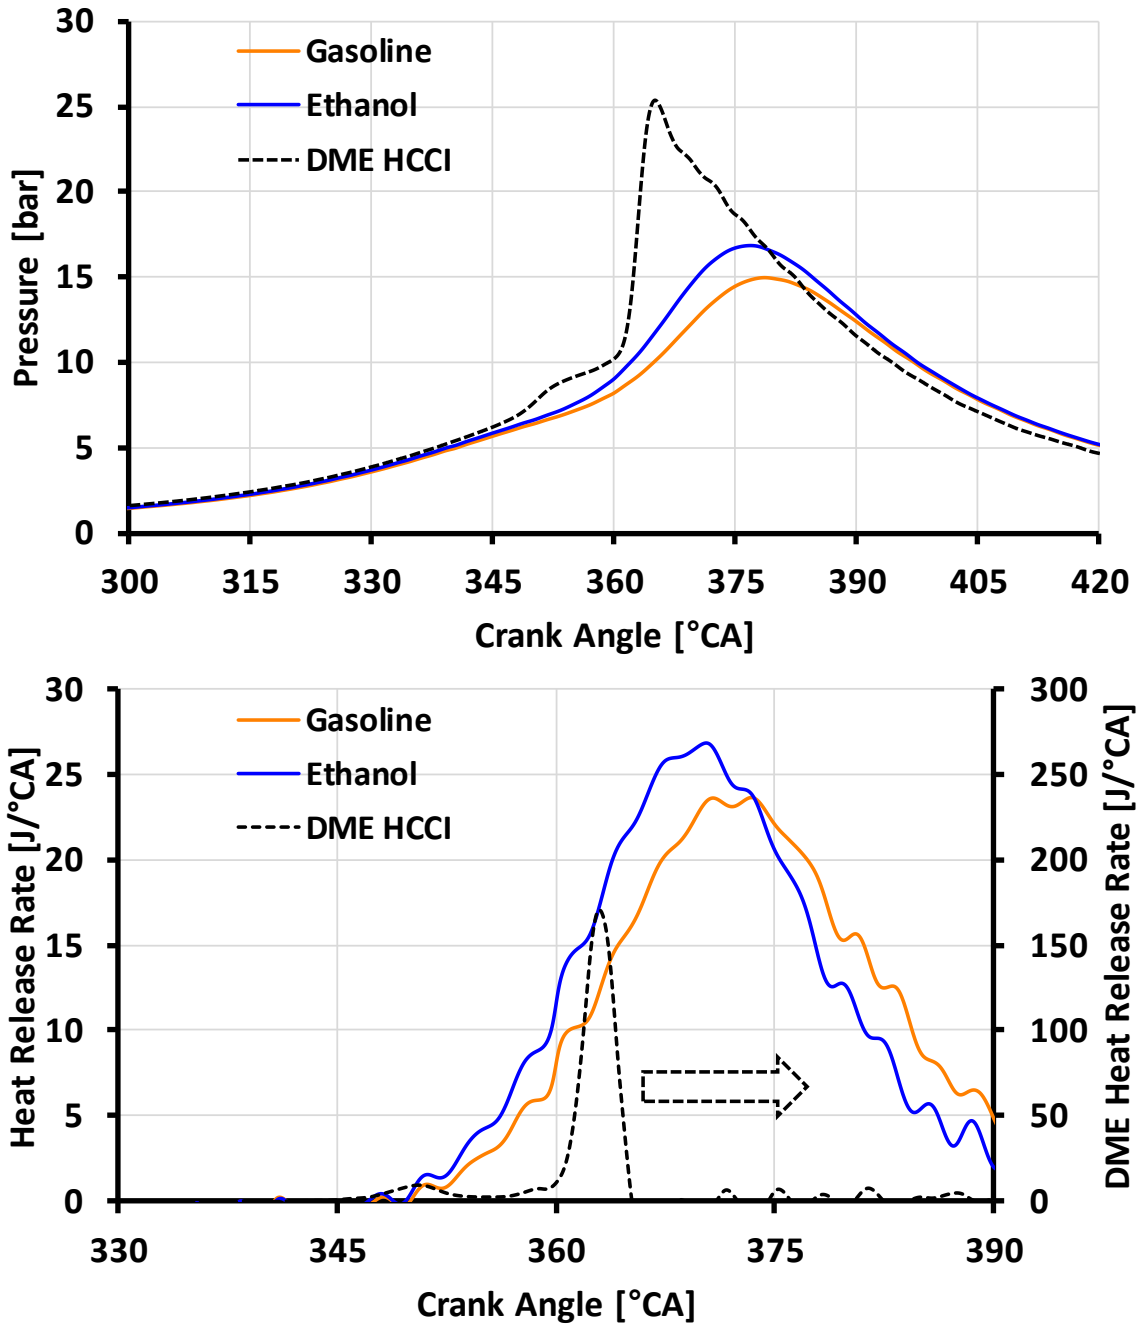 30
25
20
15
10
5
0
Pressure [bar]
Gasoline
Ethanol
DME HCCI
300 315 330 345 360 375 390 405 420
Crank Angle [°CA]
30
25
20
15
10
5
0
Heat Release Rate [J/°CA]
Gasoline
Ethanol
DME HCCI
300
250
200
150
100
50
0
DME Heat Release Rate [J/°CA]
330 345 360 375 390
Crank Angle [°CA]